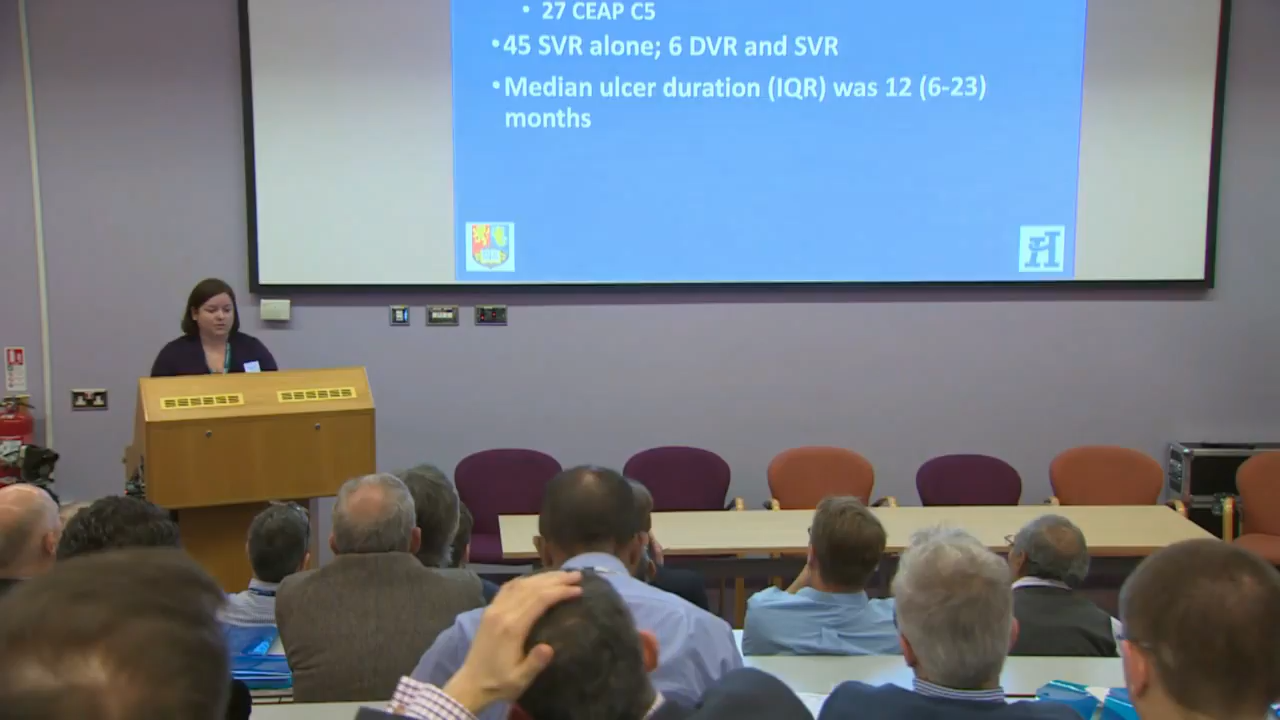 • 27 CEAP C5
•45 SVR alone; 6 DVR and SVR
•Median ulcer duration (IQR) was 12 (6-23)
months